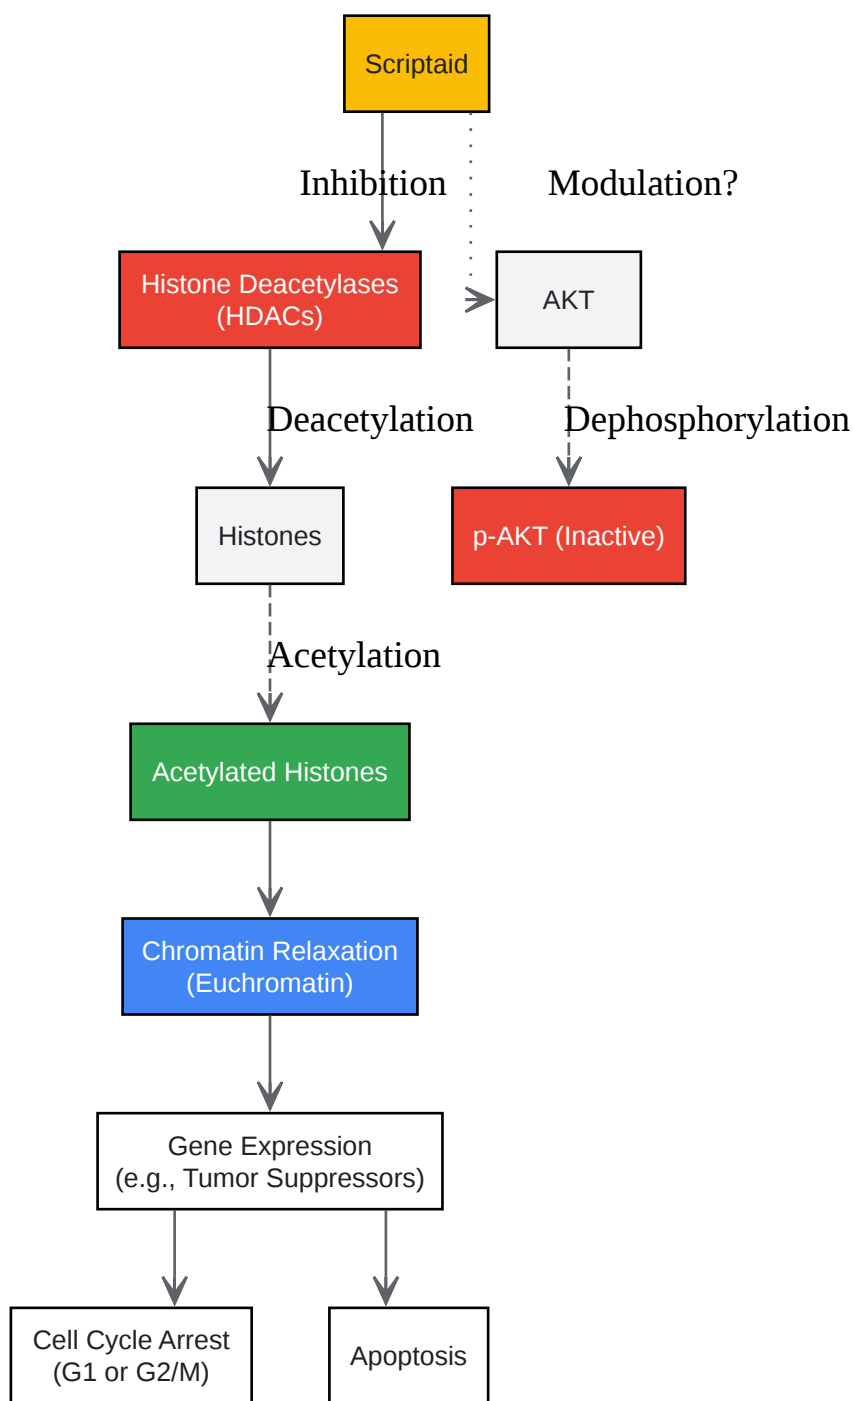 Scriptaid
Inhibition
Modulation?
Histone Deacetylases
(HDACs)
AKT
Deacetylation
Dephosphorylation
Histones
p-AKT (Inactive)
Acetylation
Acetylated Histones
Chromatin Relaxation
(Euchromatin)
Gene Expression
(e.g., Tumor Suppressors)
Cell Cycle Arrest
(G1 or G2/M)
Apoptosis